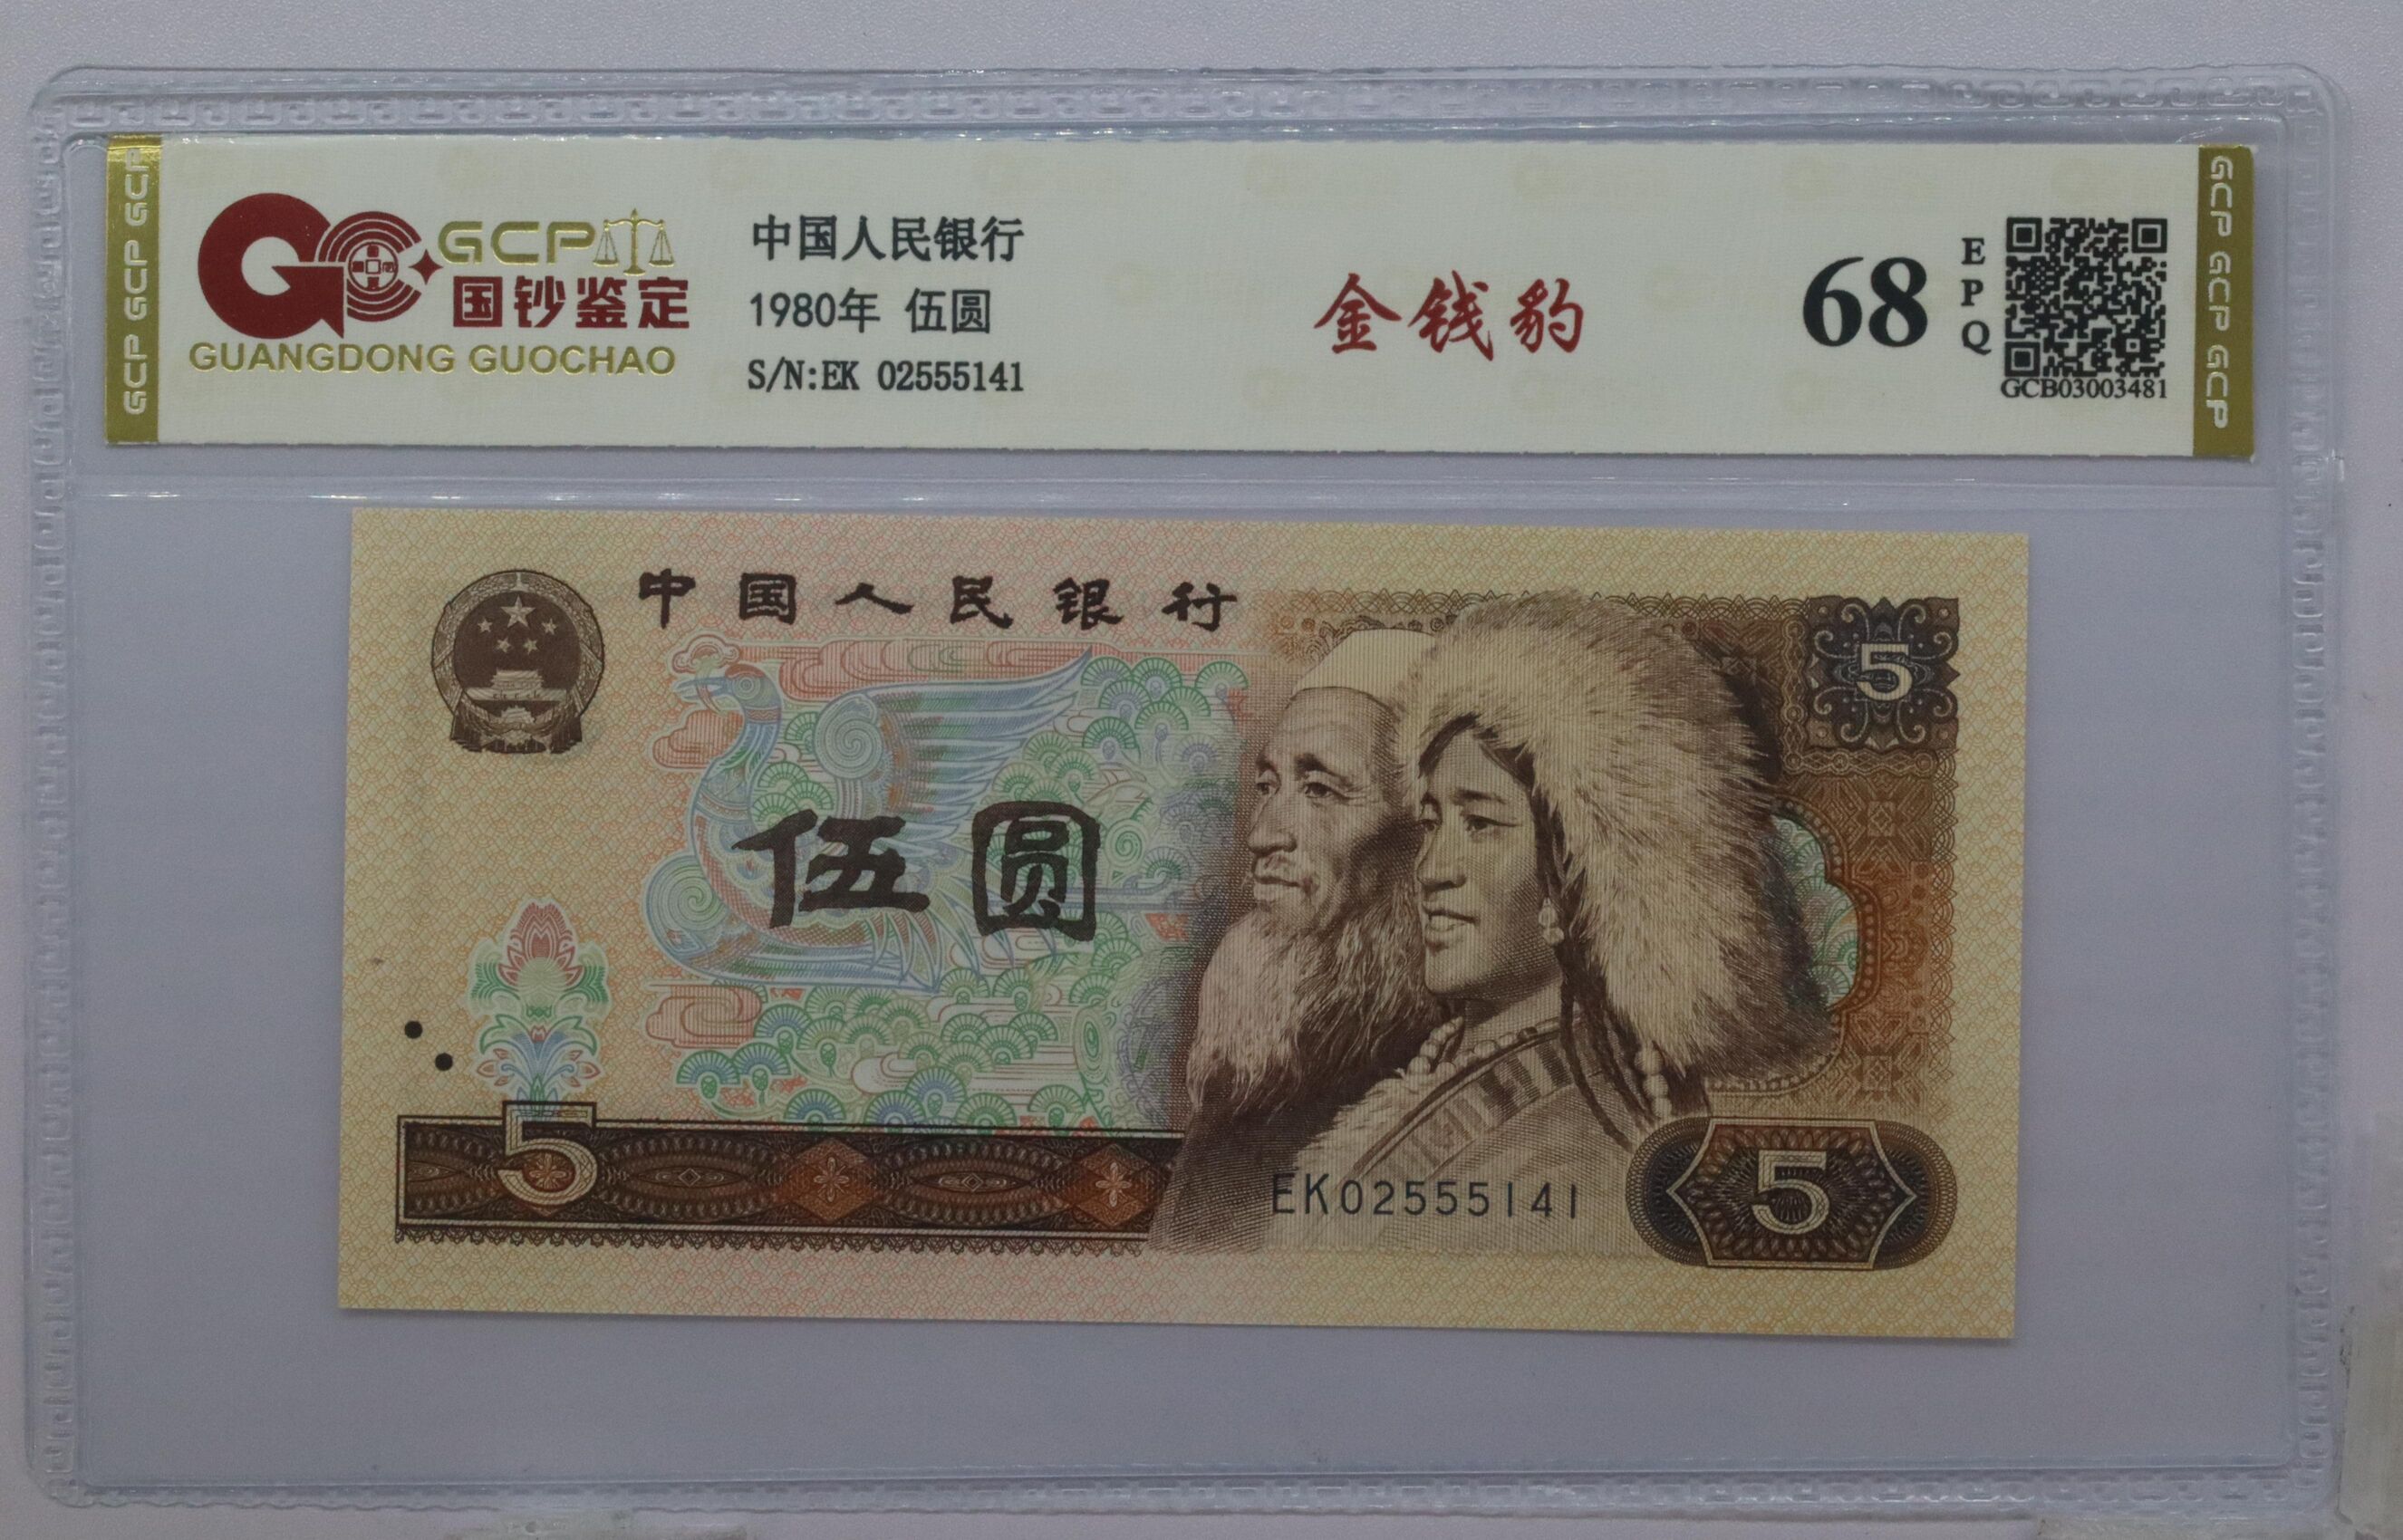 GCP GCP GCP
GCP
国钞鉴定
GUANGDONG GUOCHAO
中国人民银行
1980年 伍圆
S/N:EK 02555141
金钱豹
68
EPQ
GCB03003481
GCP GCP GCP GCP
中国人民银行
5
伍圆
5
EK02555141
5